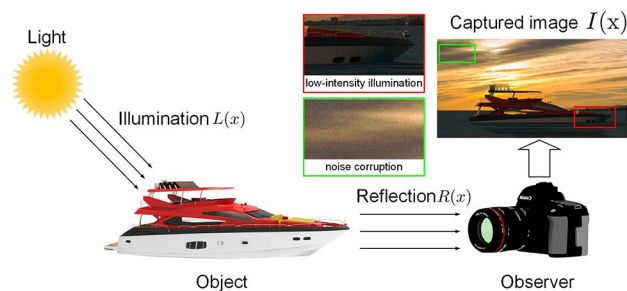 Light
Illumination L(x)
low-intensity illumination
noise corruption
Captured image I(x)
Reflection R(x)
Object
Observer